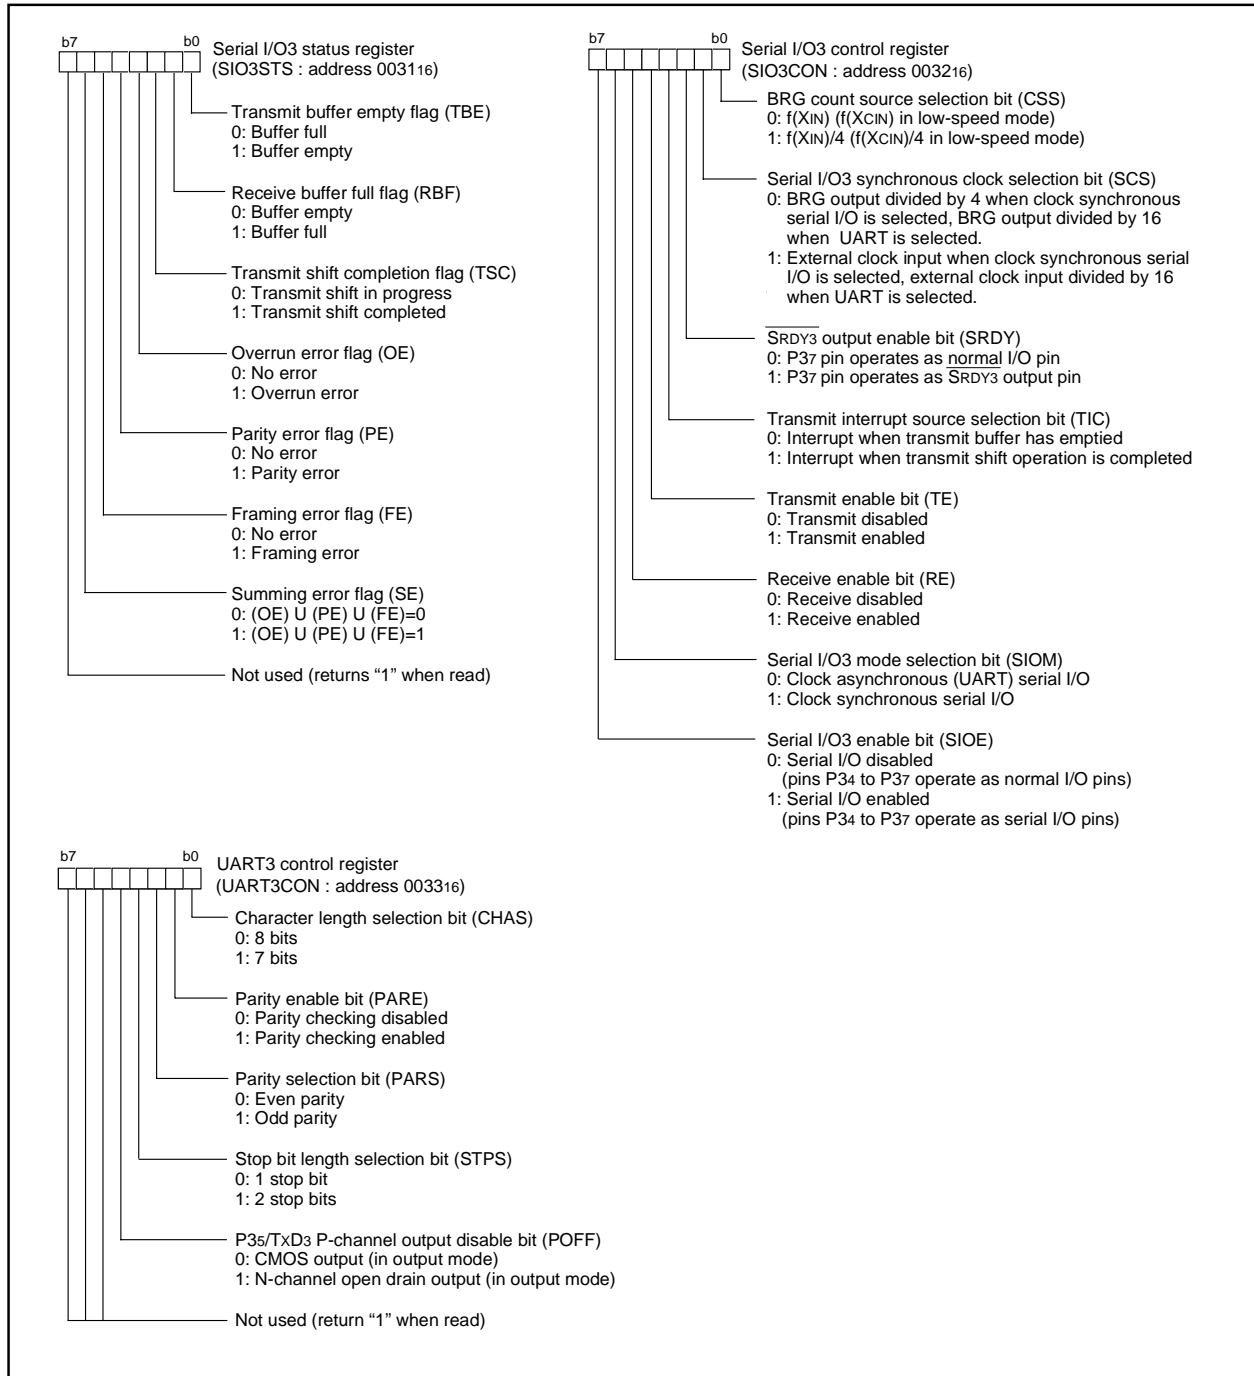 b7 b0 Serial I/O3 status register
(SIO3STS : address 003116)
Transmit buffer empty flag (TBE)
0: Buffer full
1: Buffer empty
Receive buffer full flag (RBF)
0: Buffer empty
1: Buffer full
Transmit shift completion flag (TSC)
0: Transmit shift in progress
1: Transmit shift completed
Overrun error flag (OE)
0: No error
1: Overrun error
Parity error flag (PE)
0: No error
1: Parity error
Framing error flag (FE)
0: No error
1: Framing error
Summing error flag (SE)
0: (OE) U (PE) U (FE)=0
1: (OE) U (PE) U (FE)=1
Not used (returns “1” when read)
b7 b0 Serial I/O3 control register
(SIO3CON : address 003216)
BRG count source selection bit (CSS)
0: f(XIN) (f(XCIN) in low-speed mode)
1: f(XIN)/4 (f(XCIN)/4 in low-speed mode)
Serial I/O3 synchronous clock selection bit (SCS)
0: BRG output divided by 4 when clock synchronous
serial I/O is selected, BRG output divided by 16
when UART is selected.
1: External clock input when clock synchronous serial
I/O is selected, external clock input divided by 16
when UART is selected.
SRDY3 output enable bit (SRDY)
0: P37 pin operates as normal I/O pin
1: P37 pin operates as SRDY3 output pin
Transmit interrupt source selection bit (TIC)
0: Interrupt when transmit buffer has emptied
1: Interrupt when transmit shift operation is completed
Transmit enable bit (TE)
0: Transmit disabled
1: Transmit enabled
Receive enable bit (RE)
0: Receive disabled
1: Receive enabled
Serial I/O3 mode selection bit (SIOM)
0: Clock asynchronous (UART) serial I/O
1: Clock synchronous serial I/O
Serial I/O3 enable bit (SIOE)
0: Serial I/O disabled
(pins P34 to P37 operate as normal I/O pins)
1: Serial I/O enabled
(pins P34 to P37 operate as serial I/O pins)
b7 b0 UART3 control register
(UART3CON : address 003316)
Character length selection bit (CHAS)
0: 8 bits
1: 7 bits
Parity enable bit (PARE)
0: Parity checking disabled
1: Parity checking enabled
Parity selection bit (PARS)
0: Even parity
1: Odd parity
Stop bit length selection bit (STPS)
0: 1 stop bit
1: 2 stop bits
P35/TXD3 P-channel output disable bit (POFF)
0: CMOS output (in output mode)
1: N-channel open drain output (in output mode)
Not used (return “1” when read)